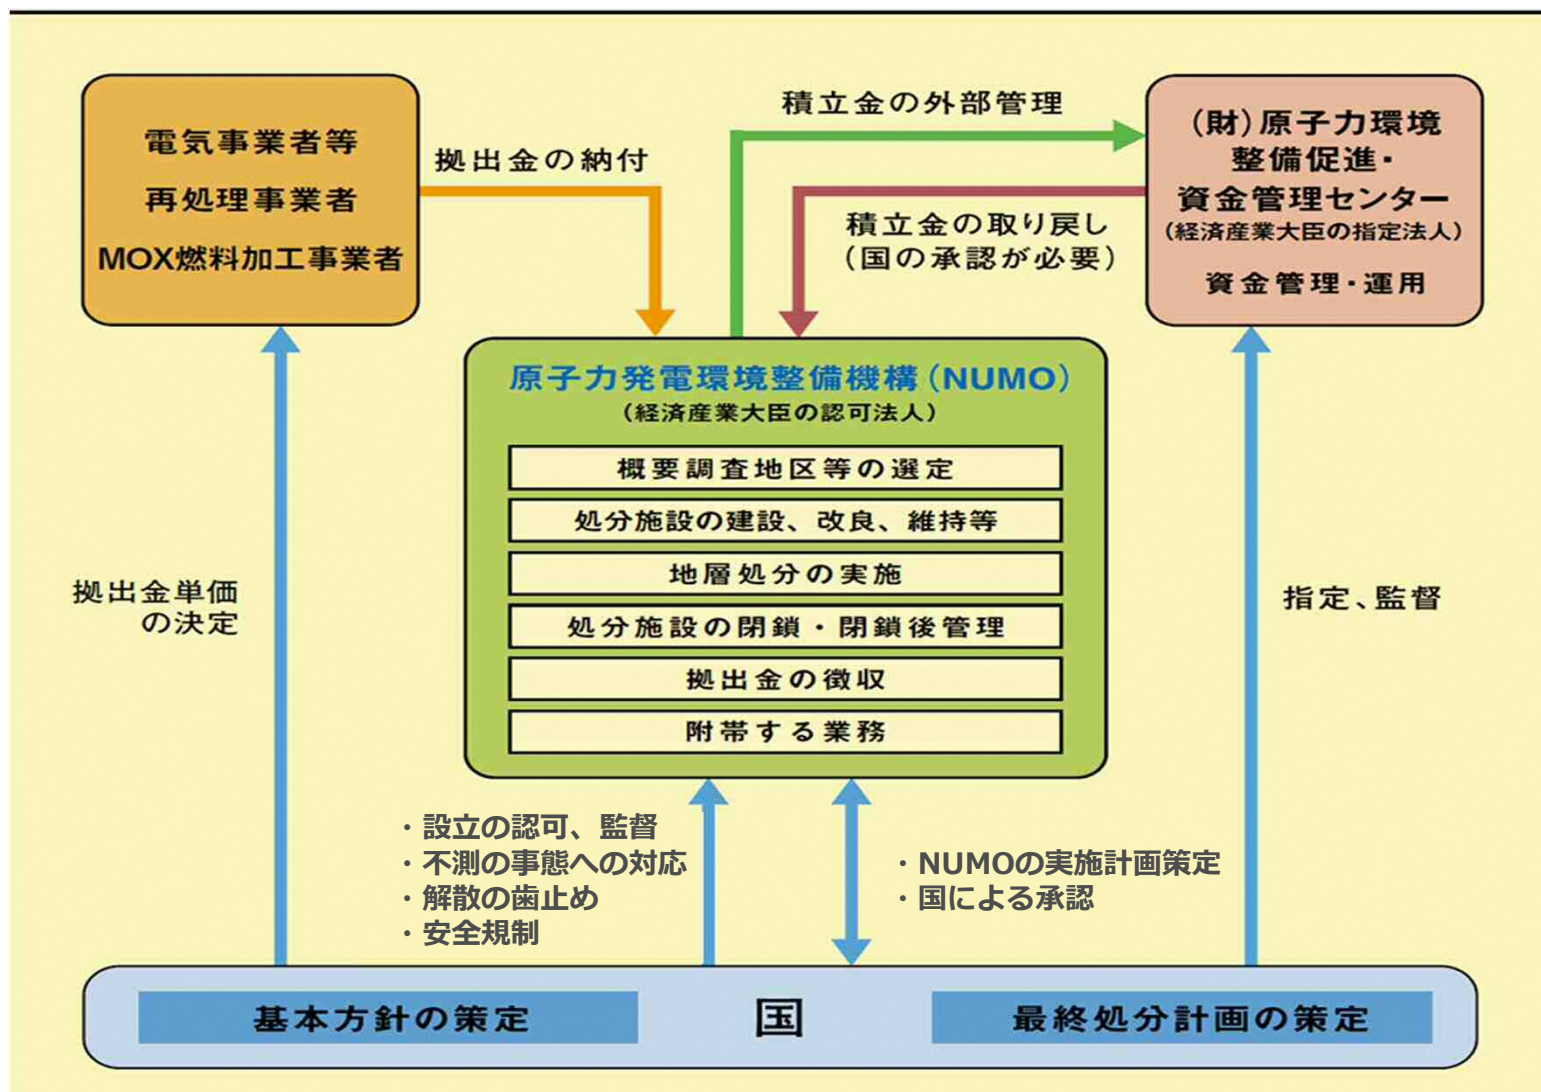 電気事業者等
再処理事業者
MOX燃料加工事業者
拠出金の納付
積立金の外部管理
積立金の取り戻し
(国の承認が必要)
(財)原子力環境
整備促進・
資金管理センター
(経済産業大臣の指定法人)
資金管理・運用
原子力発電環境整備機構(NUMO)
(経済産業大臣の認可法人)
概要調査地区等の選定
処分施設の建設、改良、維持等
地層処分の実施
処分施設の閉鎖・閉鎖後管理
拠出金の徴収
附帯する業務
拠出金単価
の決定
指定、監督
・設立の認可、監督
・不測の事態への対応
・解散の歯止め
・安全規制
・NUMOの実施計画策定
・国による承認
基本方針の策定
国
最終処分計画の策定